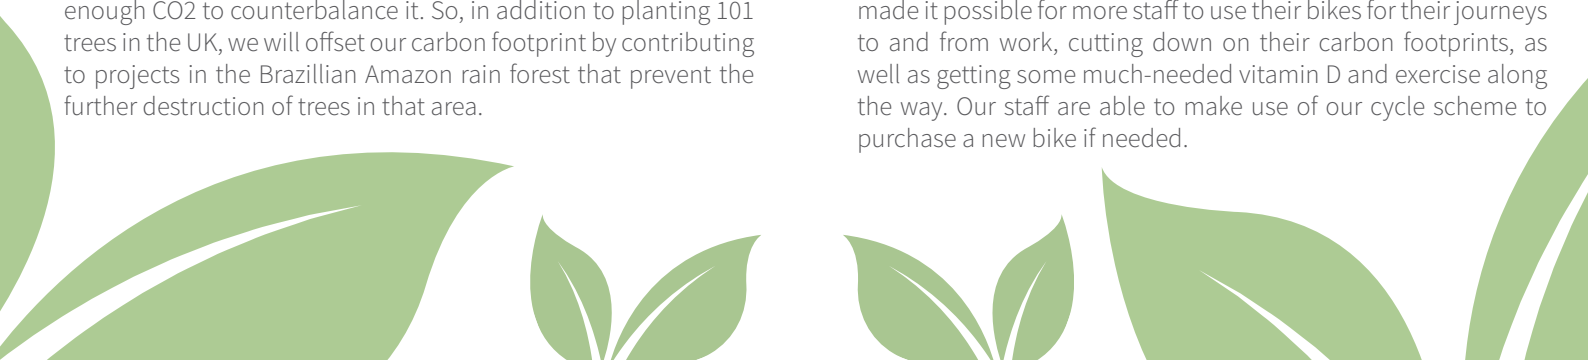 enough CO2 to counterbalance it. So, in addition to planting 101
trees in the UK, we will offset our carbon footprint by contributing
to projects in the Brazillian Amazon rain forest that prevent the
further destruction of trees in that area.
made it possible for more staff to use their bikes for their journeys
to and from work, cutting down on their carbon footprints, as
well as getting some much-needed vitamin D and exercise along
the way. Our staff are able to make use of our cycle scheme to
purchase a new bike if needed.